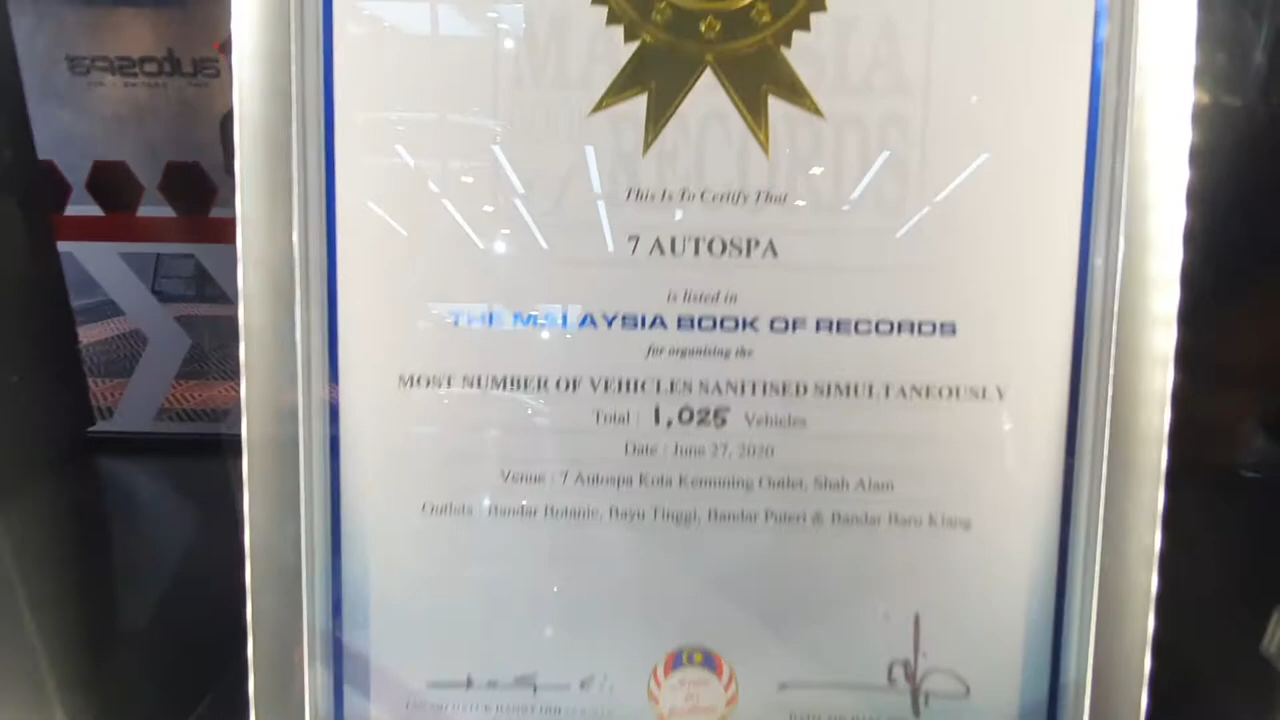 autospa
This Is To Certify That
7 AUTOSPA
is listed in
THE MALAYSIA BOOK OF RECORDS
for organising the
MOST NUMBER OF VEHICLES SANITISED SIMULTANEOUSLY
Total : 1,025 Vehicles
Date : June 27, 2020
Venue : 7 Autospa Kota Kemuning Outlet, Shah Alam
Outlets : Bandar Botanic, Bayu Tinggi, Bandar Puteri & Bandar Baru Klang